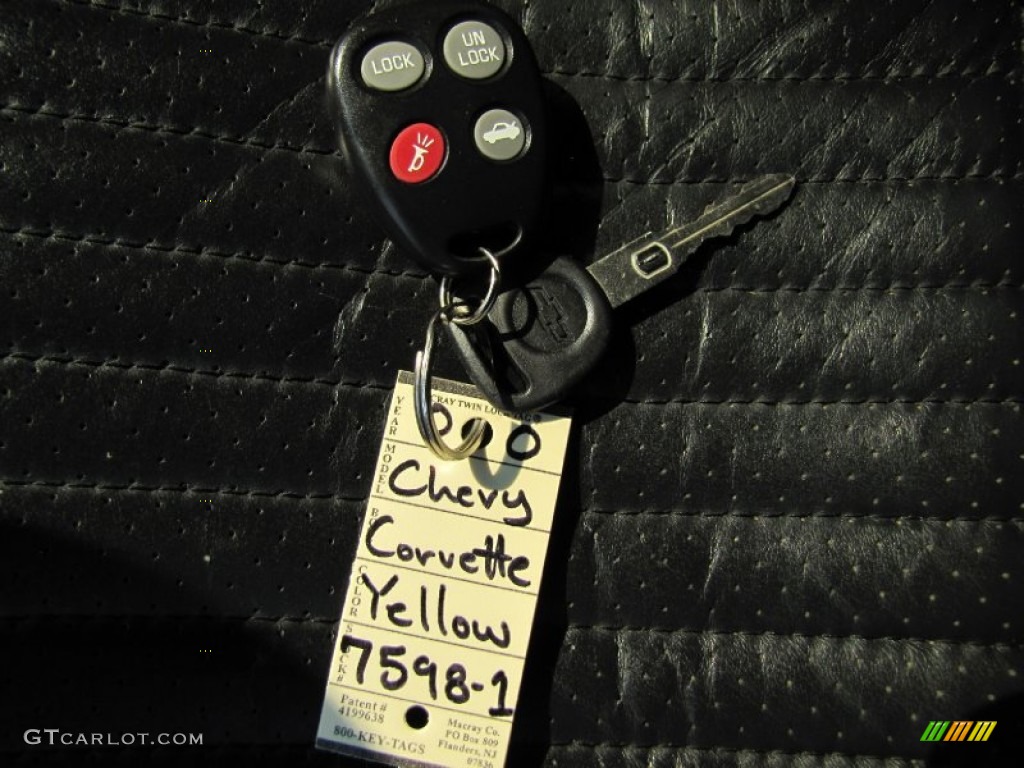 LOCK
UN
LOCK
YEAR
000
MODEL
Chevy
Corvette
COLOR
Yellow
7598-1
Patent #
4199638
800-KEY-TAGS
Macray Co.
PO Box 809
Flanders, NJ
07836
GTCARLOT.COM